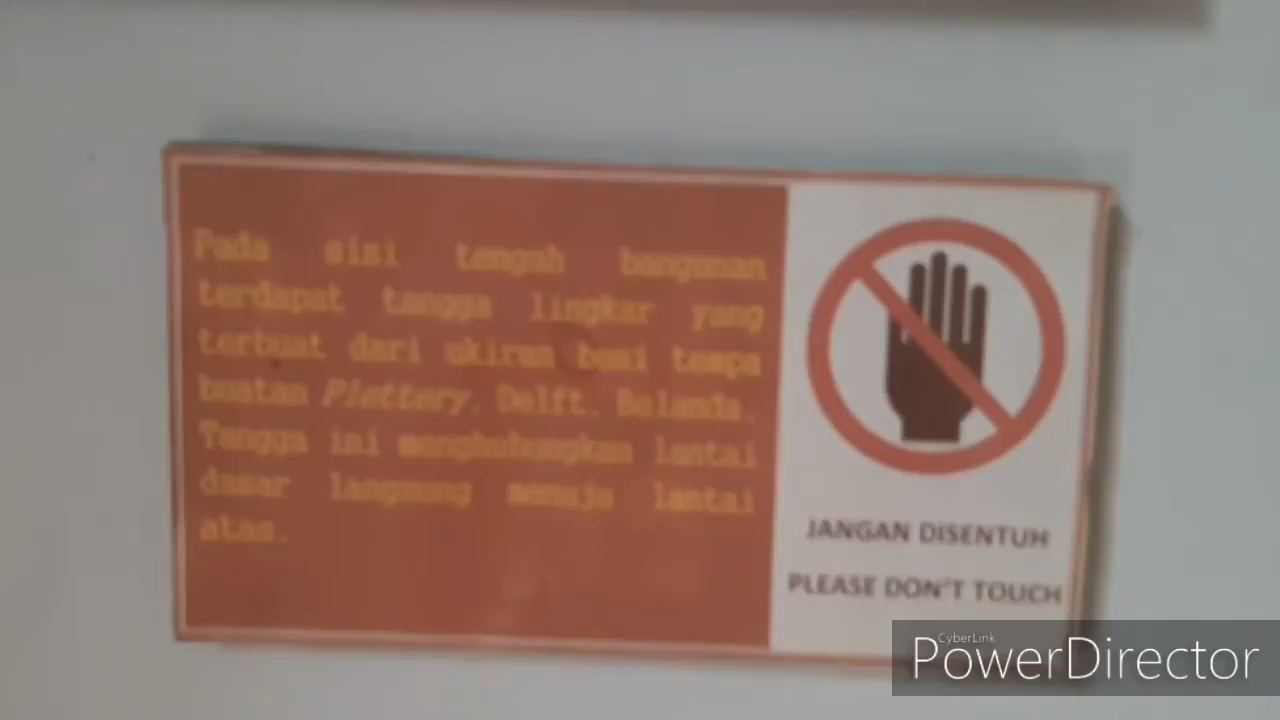 Pada sisi tengah bangunan
terdapat tangga lingkar yang
terbuat dari ukiran besi tempa
buatan Plettery. Delft. Belanda.
Tangga ini menghubungkan lantai
dasar langsung menuju lantai
atas.
JANGAN DISENTUH
PLEASE DON'T TOUCH
CyberLink
PowerDirector